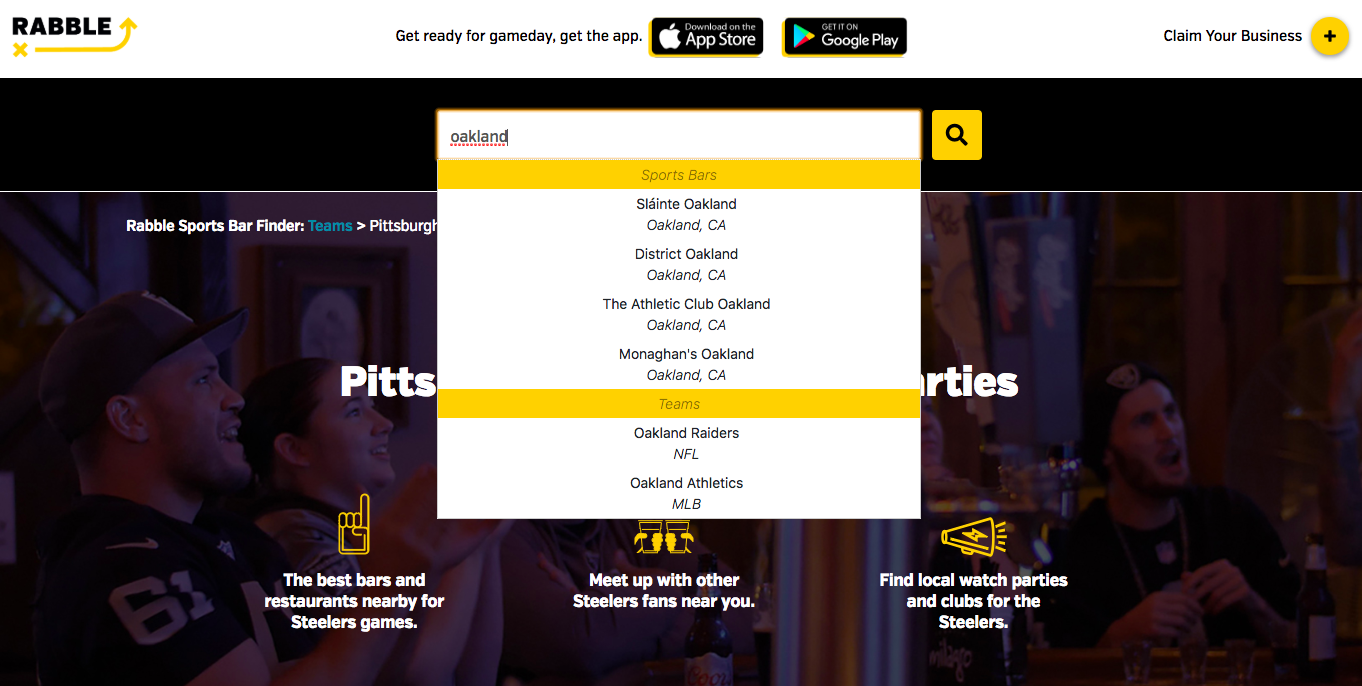 RABBLE
Get ready for gameday, get the app.
Download on the
App Store
GET IT ON
Google Play
Claim Your Business
oakland
Sports Bars
Sláinte Oakland
Oakland, CA
District Oakland
Oakland, CA
The Athletic Club Oakland
Oakland, CA
Monaghan's Oakland
Oakland, CA
Teams
Oakland Raiders
NFL
Oakland Athletics
MLB
Rabble Sports Bar Finder: Teams > Pittsburgh
Pitts rties
The best bars and
restaurants nearby for
Steelers games.
Meet up with other
Steelers fans near you.
Find local watch parties
and clubs for the
Steelers.
61